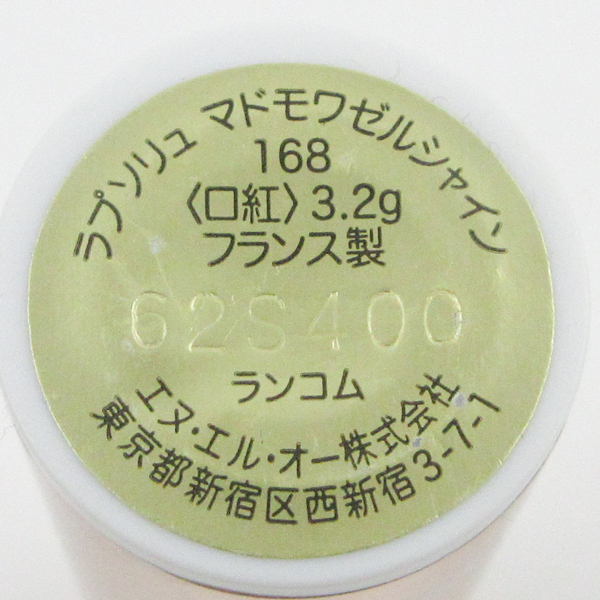 ラプソリュ マドモワゼルシャイン
168
〈口紅〉3.2g
フランス製
62S400
ランコム
エヌ・エル・オー株式会社
東京都新宿区西新宿3-7-1